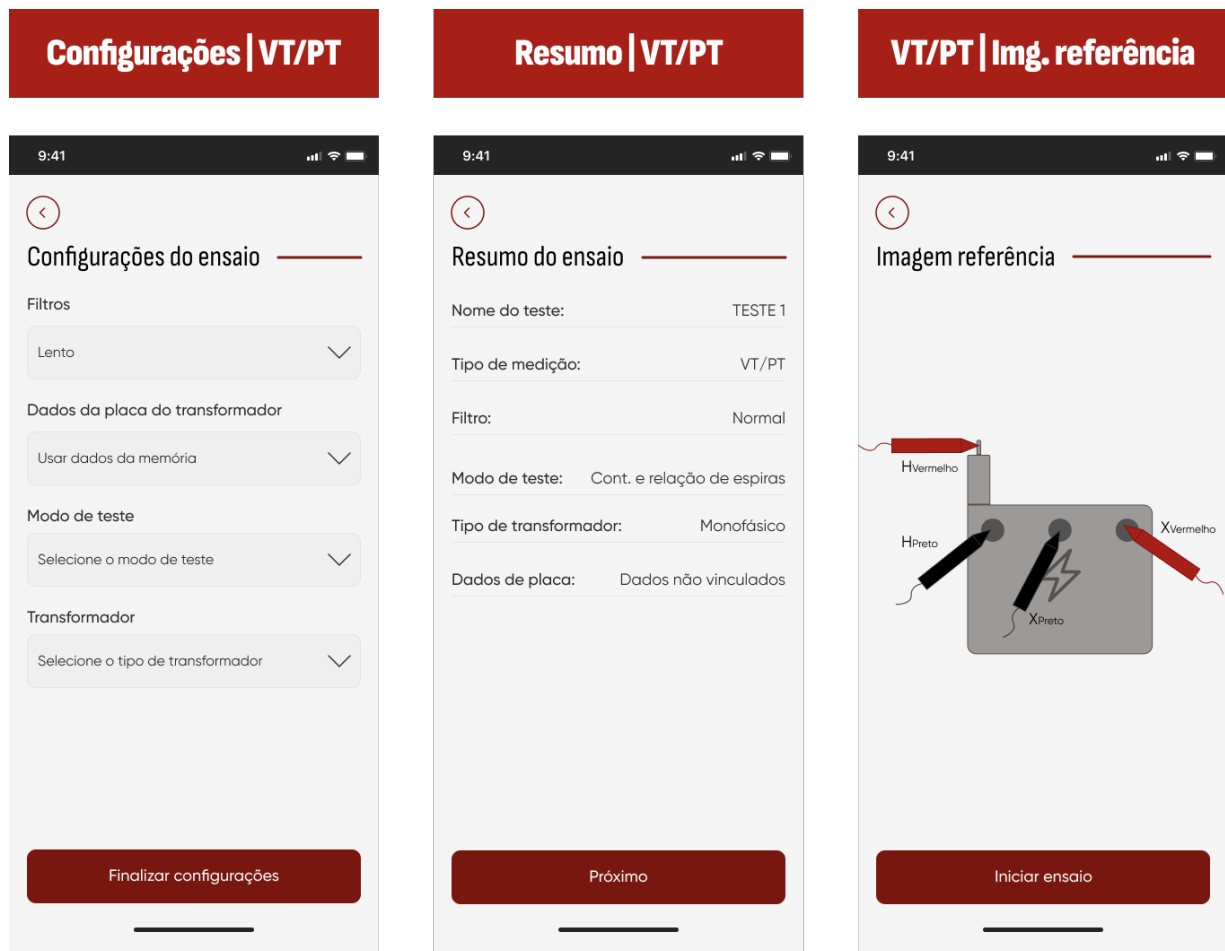 Configurações | VT/PT
9:41
Configurações do ensaio
Filtros
Lento
Dados da placa do transformador
Usar dados da memória
Modo de teste
Selecione o modo de teste
Transformador
Selecione o tipo de transformador
Finalizar configurações
Resumo | VT/PT
9:41
Resumo do ensaio
Nome do teste: TESTE 1
Tipo de medição: VT/PT
Filtro: Normal
Modo de teste: Cont. e relação de espiras
Tipo de transformador: Monofásico
Dados de placa: Dados não vinculados
Próximo
VT/PT | Img. referência
9:41
Imagem referência
HVermelho
XVermelho
HPreto
XPreto
Iniciar ensaio